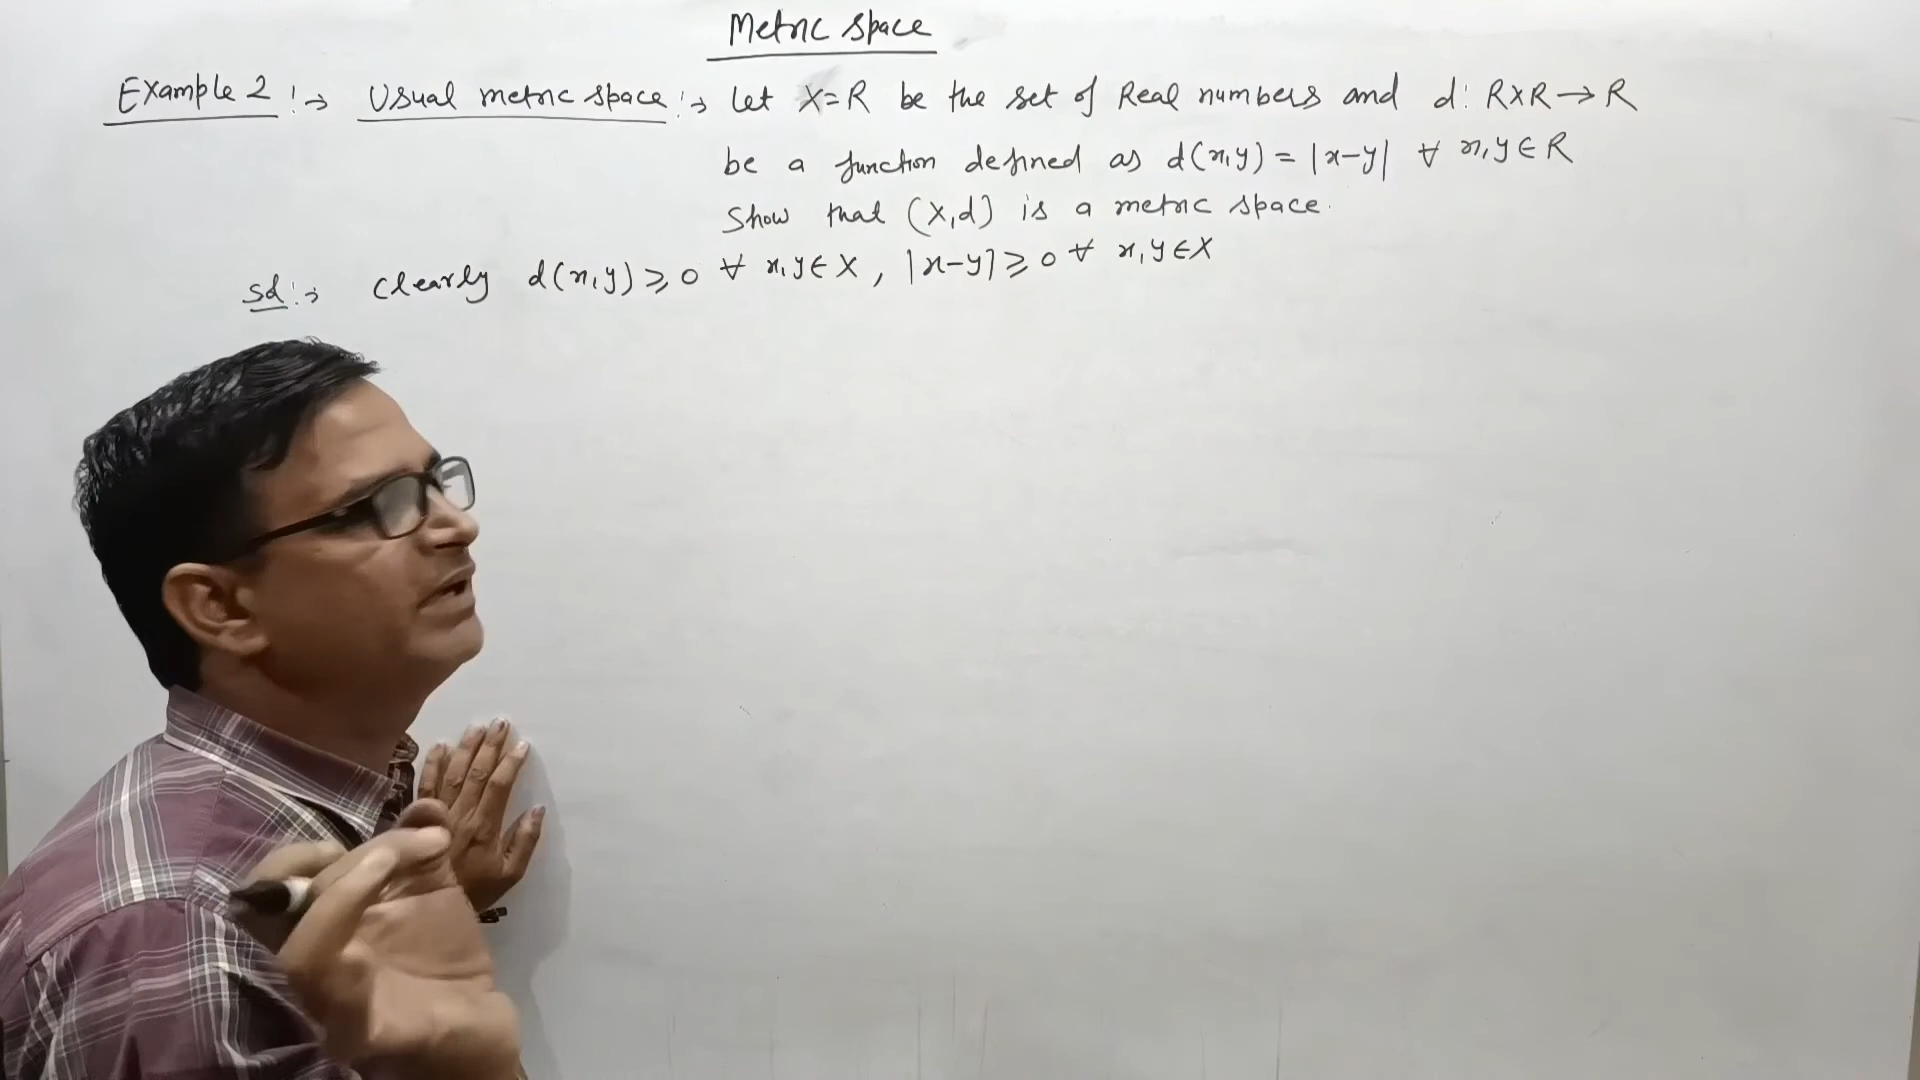 Metric space
Example 2 :→ Usual metric space :→ Let X=R be the set of Real numbers and d: R×R→R
be a function defined as d(x,y) = |x-y| ∀ x,y∈R
Show that (X,d) is a metric space.
Sol :→ Clearly d(x,y) ⩾ 0 ∀ x,y∈X , |x-y| ⩾ 0 ∀ x,y∈X